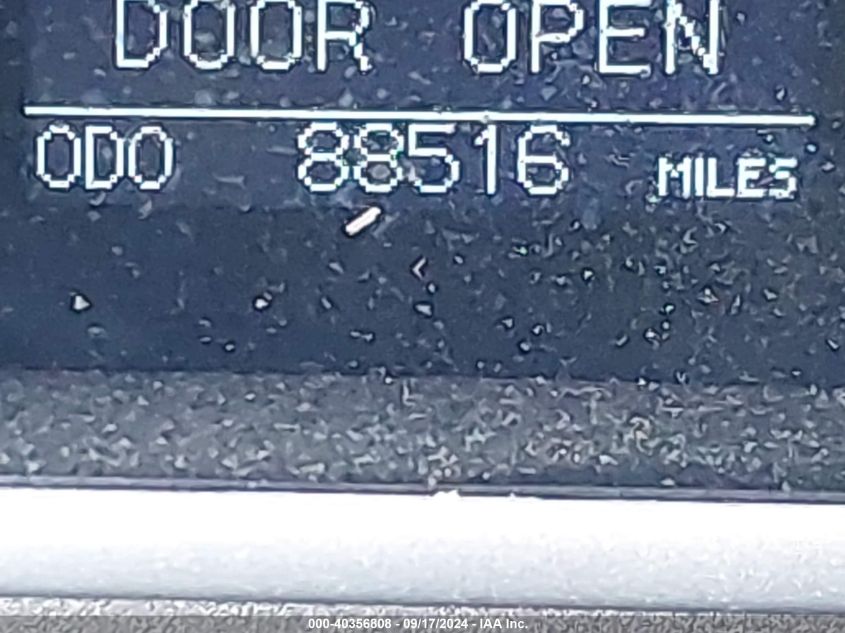 DOOR OPEN
ODO 88516 MILES
000-40356808 - 09/17/2024 - IAA Inc.